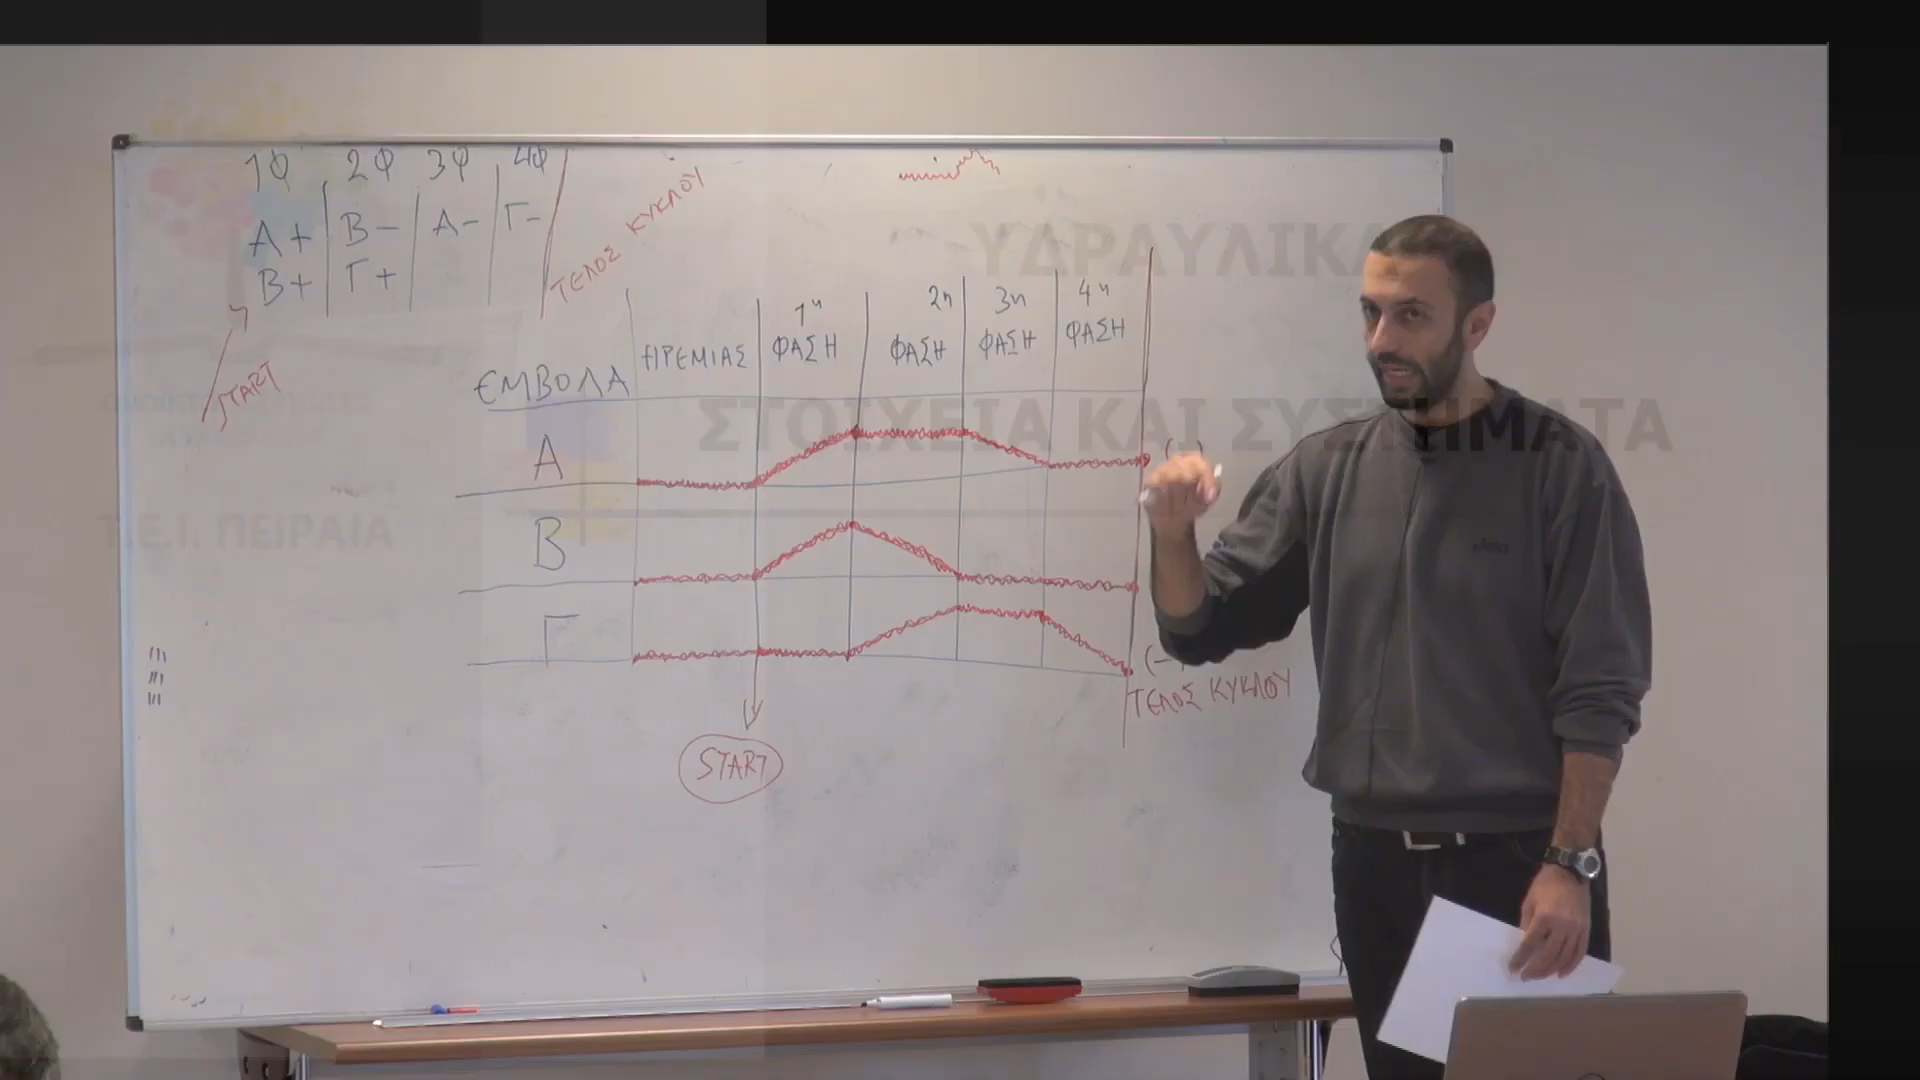 1Φ 2Φ 3Φ 4Φ
Α+ Β- Α- Γ-
Β+ Γ+
START
ΤΕΛΟΣ ΚΥΚΛΟΥ
ΕΜΒΟΛΑ ΗΡΕΜΙΑΣ 1η ΦΑΣΗ 2η ΦΑΣΗ 3η ΦΑΣΗ 4η ΦΑΣΗ
Α
Β
Γ
(-)
ΤΕΛΟΣ ΚΥΚΛΟΥ
START
ΥΔΡΑΥΛΙΚΑ
ΣΤΟΙΧΕΙΑ ΚΑΙ ΣΥΣΤΗΜΑΤΑ
Τ.Ε.Ι. ΠΕΙΡΑΙΑ